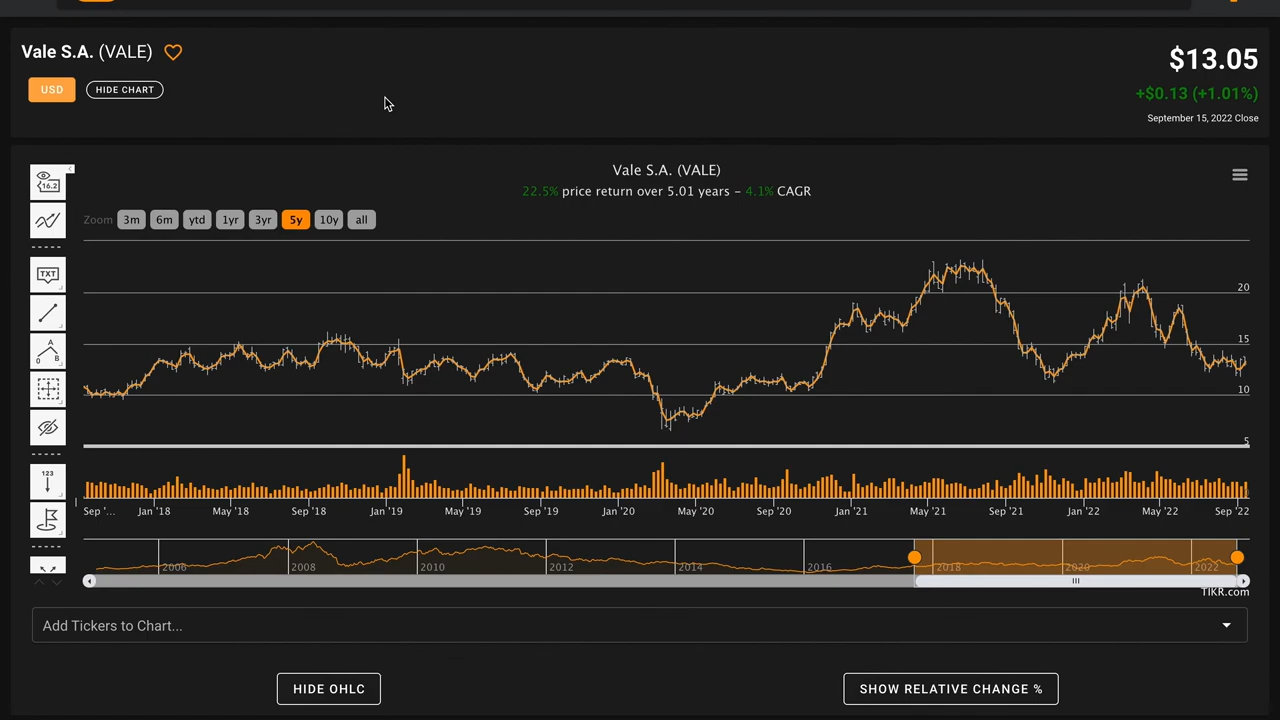 Vale S.A. (VALE)
$13.05
USD
HIDE CHART
+$0.13 (+1.01%)
September 15, 2022 Close
Vale S.A. (VALE)
22.5% price return over 5.01 years – 4.1% CAGR
Zoom 3m 6m ytd 1yr 3yr 5y 10y all
16.2
TXT
A
0 B
123
20
15
10
5
Sep '... Jan '18 May '18 Sep '18 Jan '19 May '19 Sep '19 Jan '20 May '20 Sep '20 Jan '21 May '21 Sep '21 Jan '22 May '22 Sep '22
2006 2008 2010 2012 2014 2016 2018 2020 2022
TIKR.com
Add Tickers to Chart...
HIDE OHLC
SHOW RELATIVE CHANGE %